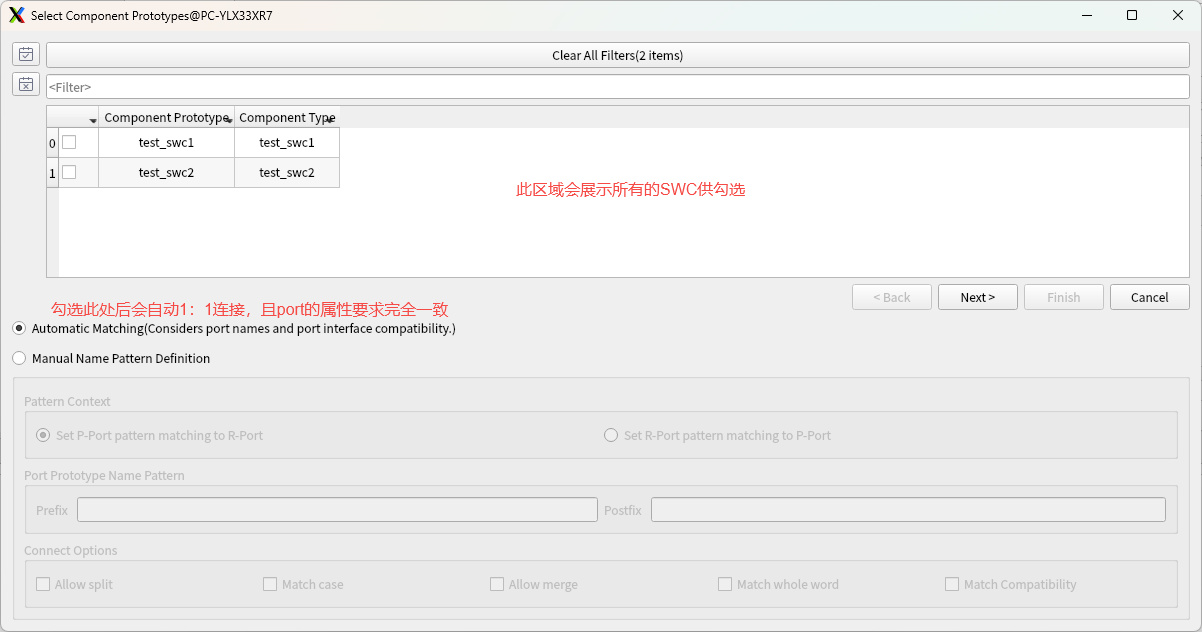 Select Component Prototypes@PC-YLX33XR7
Clear All Filters(2 items)
<Filter>
Component Prototype Component Type
0 test_swc1 test_swc1
1 test_swc2 test_swc2
此区域会展示所有的SWC供勾选
< Back Next > Finish Cancel
勾选此处后会自动1：1连接，且port的属性要求完全一致
Automatic Matching(Considers port names and port interface compatibility.)
Manual Name Pattern Definition
Pattern Context
Set P-Port pattern matching to R-Port Set R-Port pattern matching to P-Port
Port Prototype Name Pattern
Prefix Postfix
Connect Options
Allow split Match case Allow merge Match whole word Match Compatibility